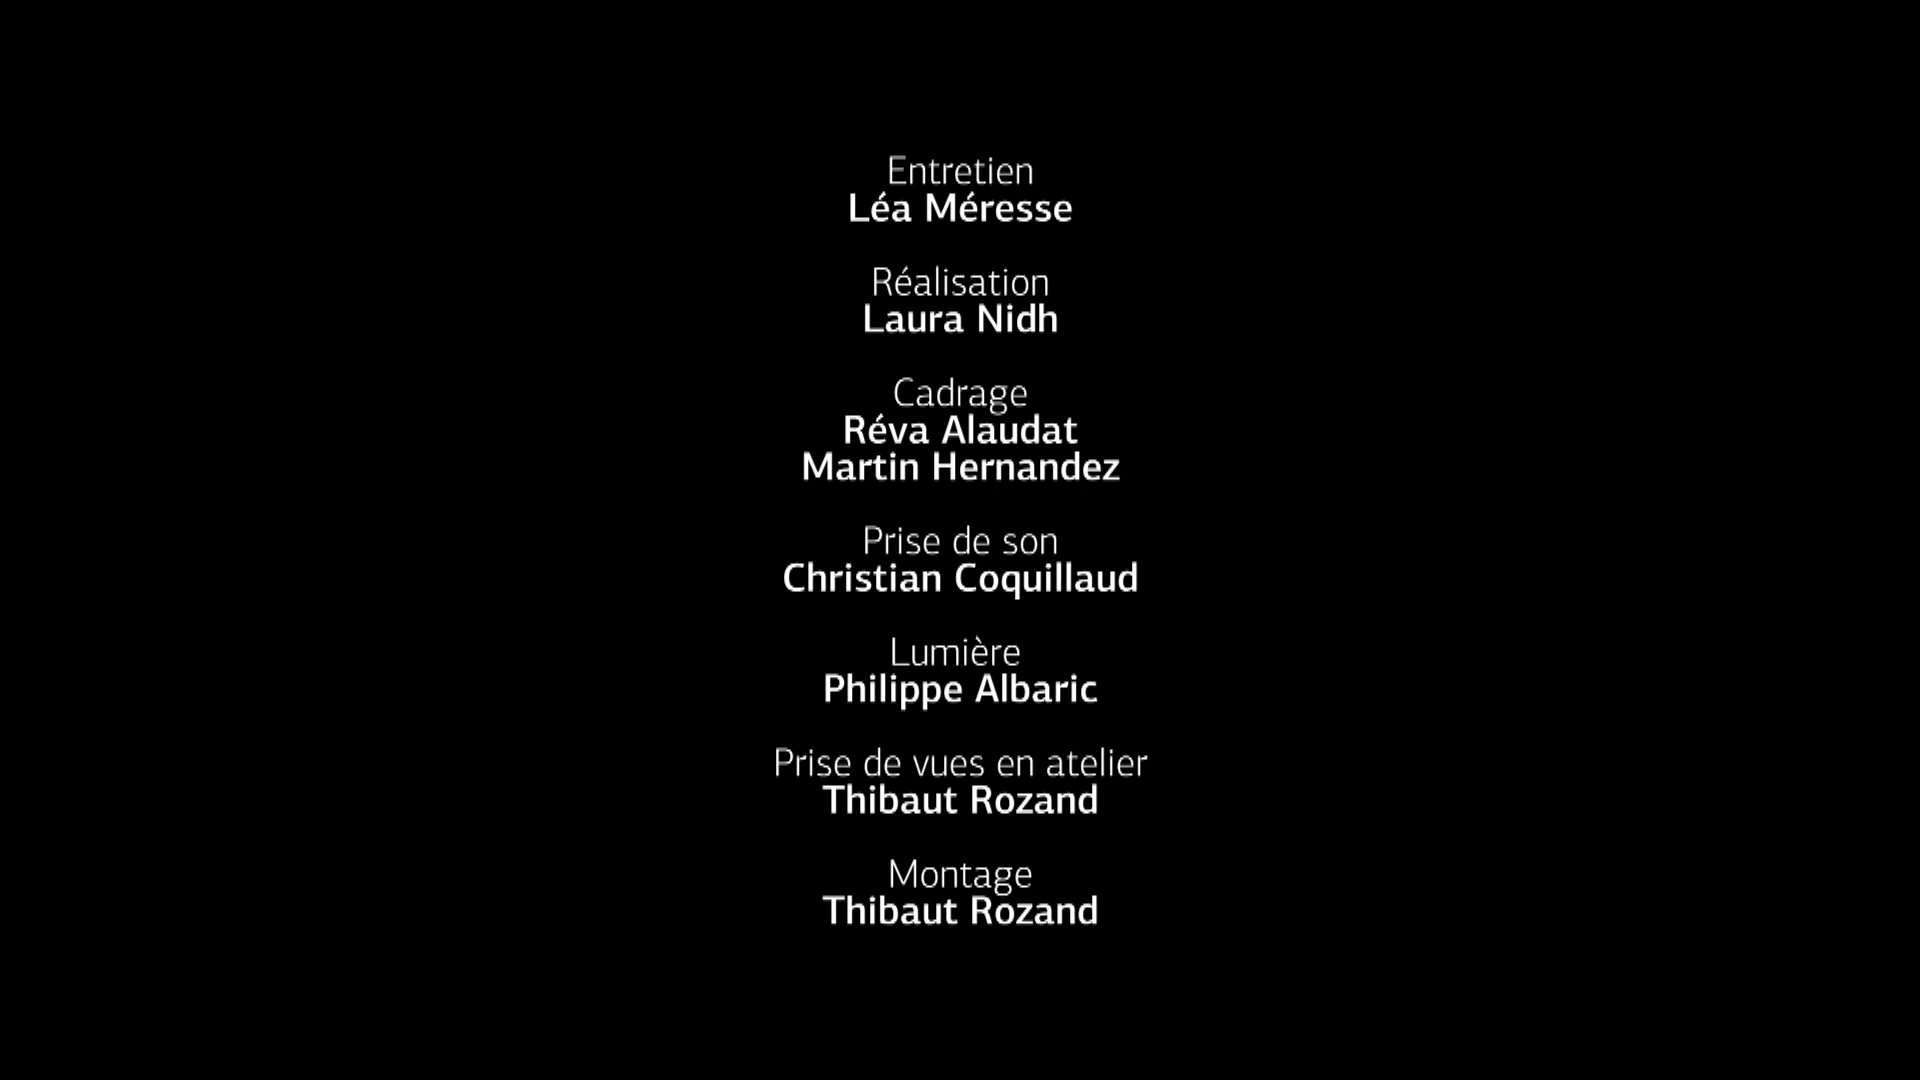 Entretien
Léa Méresse
Réalisation
Laura Nidh
Cadrage
Réva Alaudat
Martin Hernandez
Prise de son
Christian Coquillaud
Lumière
Philippe Albaric
Prise de vues en atelier
Thibaut Rozand
Montage
Thibaut Rozand